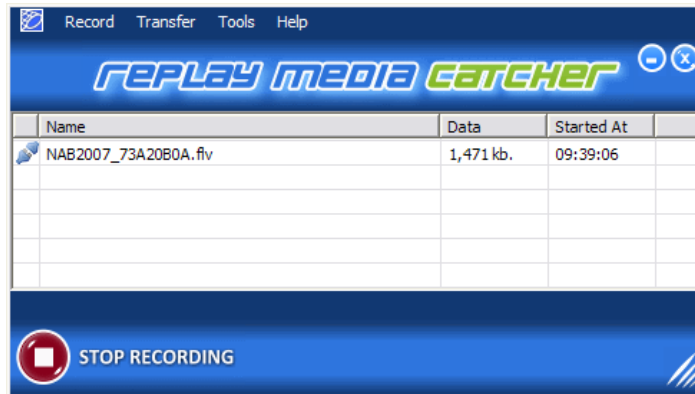 Record Transfer Tools Help
REPLAY MEDIA CATCHER
Name Data Started At
NAB2007_73A20B0A.flv 1,471 kb. 09:39:06
STOP RECORDING